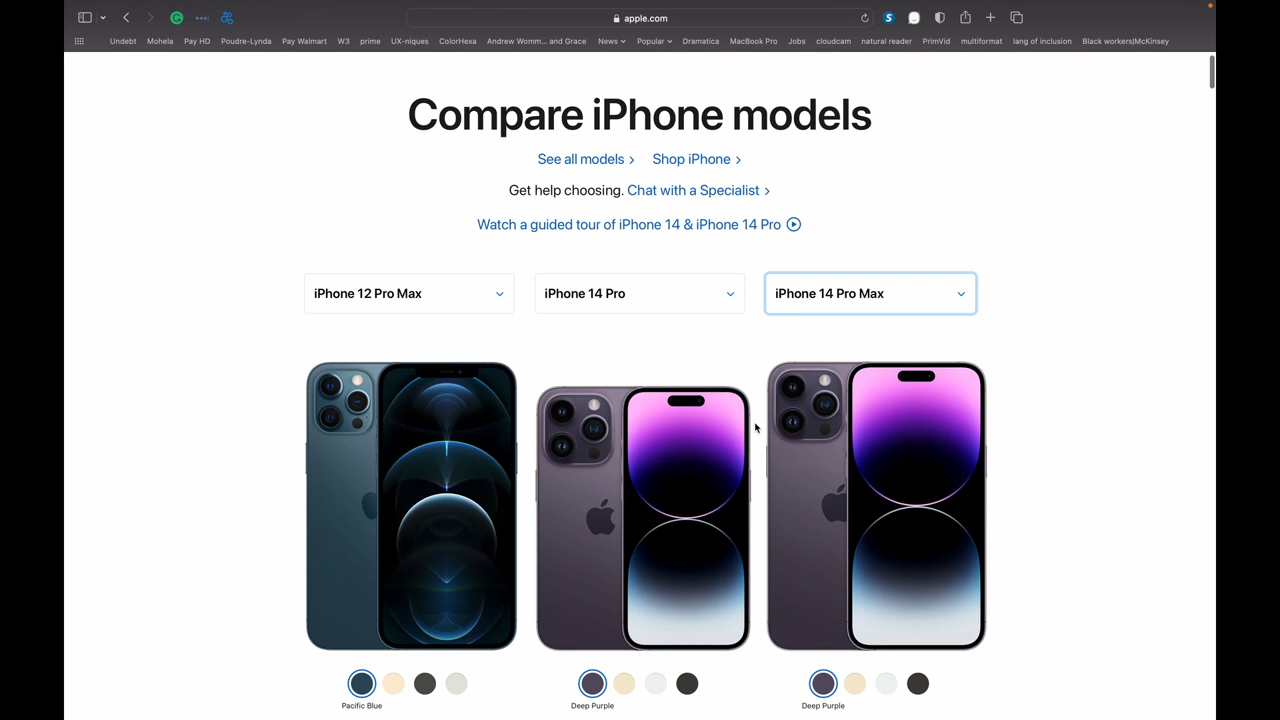 apple.com
Undebt Mohela Pay HD Poudre-Lynda Pay Walmart W3 prime UX-niques ColorHexa Andrew Womm... and Grace News Popular Dramatica MacBook Pro Jobs cloudcam natural reader PrimVid multiformat lang of inclusion Black workers|McKinsey
Compare iPhone models
See all models > Shop iPhone >
Get help choosing. Chat with a Specialist >
Watch a guided tour of iPhone 14 & iPhone 14 Pro
iPhone 12 Pro Max iPhone 14 Pro iPhone 14 Pro Max
Pacific Blue Deep Purple Deep Purple